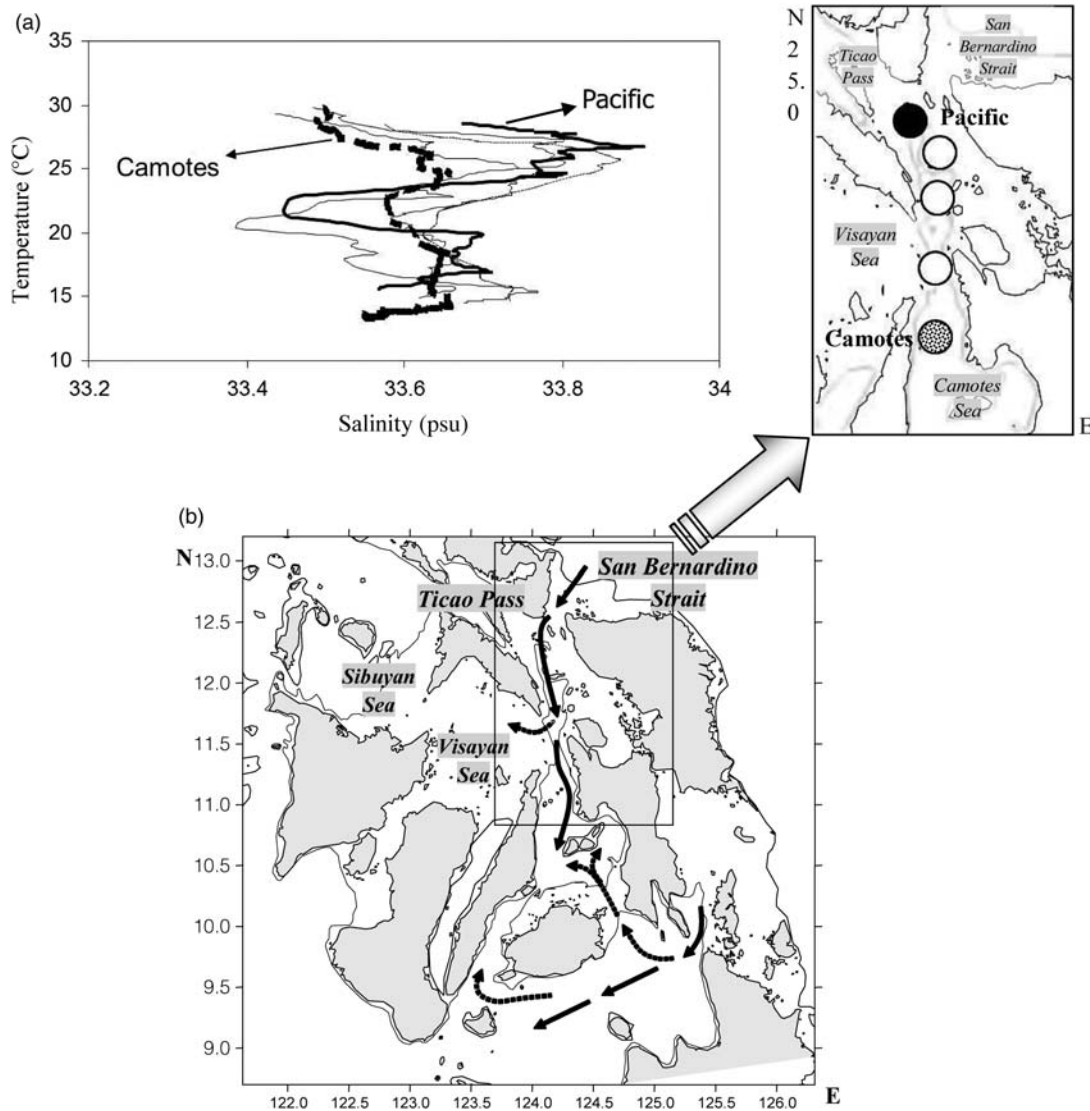 (a)
35
30
25
20
15
10
Temperature (°C)
Pacific
Camotes
33.2
33.4
33.6
33.8
34
Salinity (psu)
N
2
5.
0
San
Bernardino
Strait
Ticao
Pass
Pacific
Visayan
Sea
Camotes
Camotes
Sea
E
(b)
N
13.0
12.5
12.0
11.5
11.0
10.5
10.0
9.5
9.0
San Bernardino
Strait
Ticao Pass
Sibuyan
Sea
Visayan
Sea
122.0
122.5
123.0
123.5
124.0
124.5
125.0
125.5
126.0
E